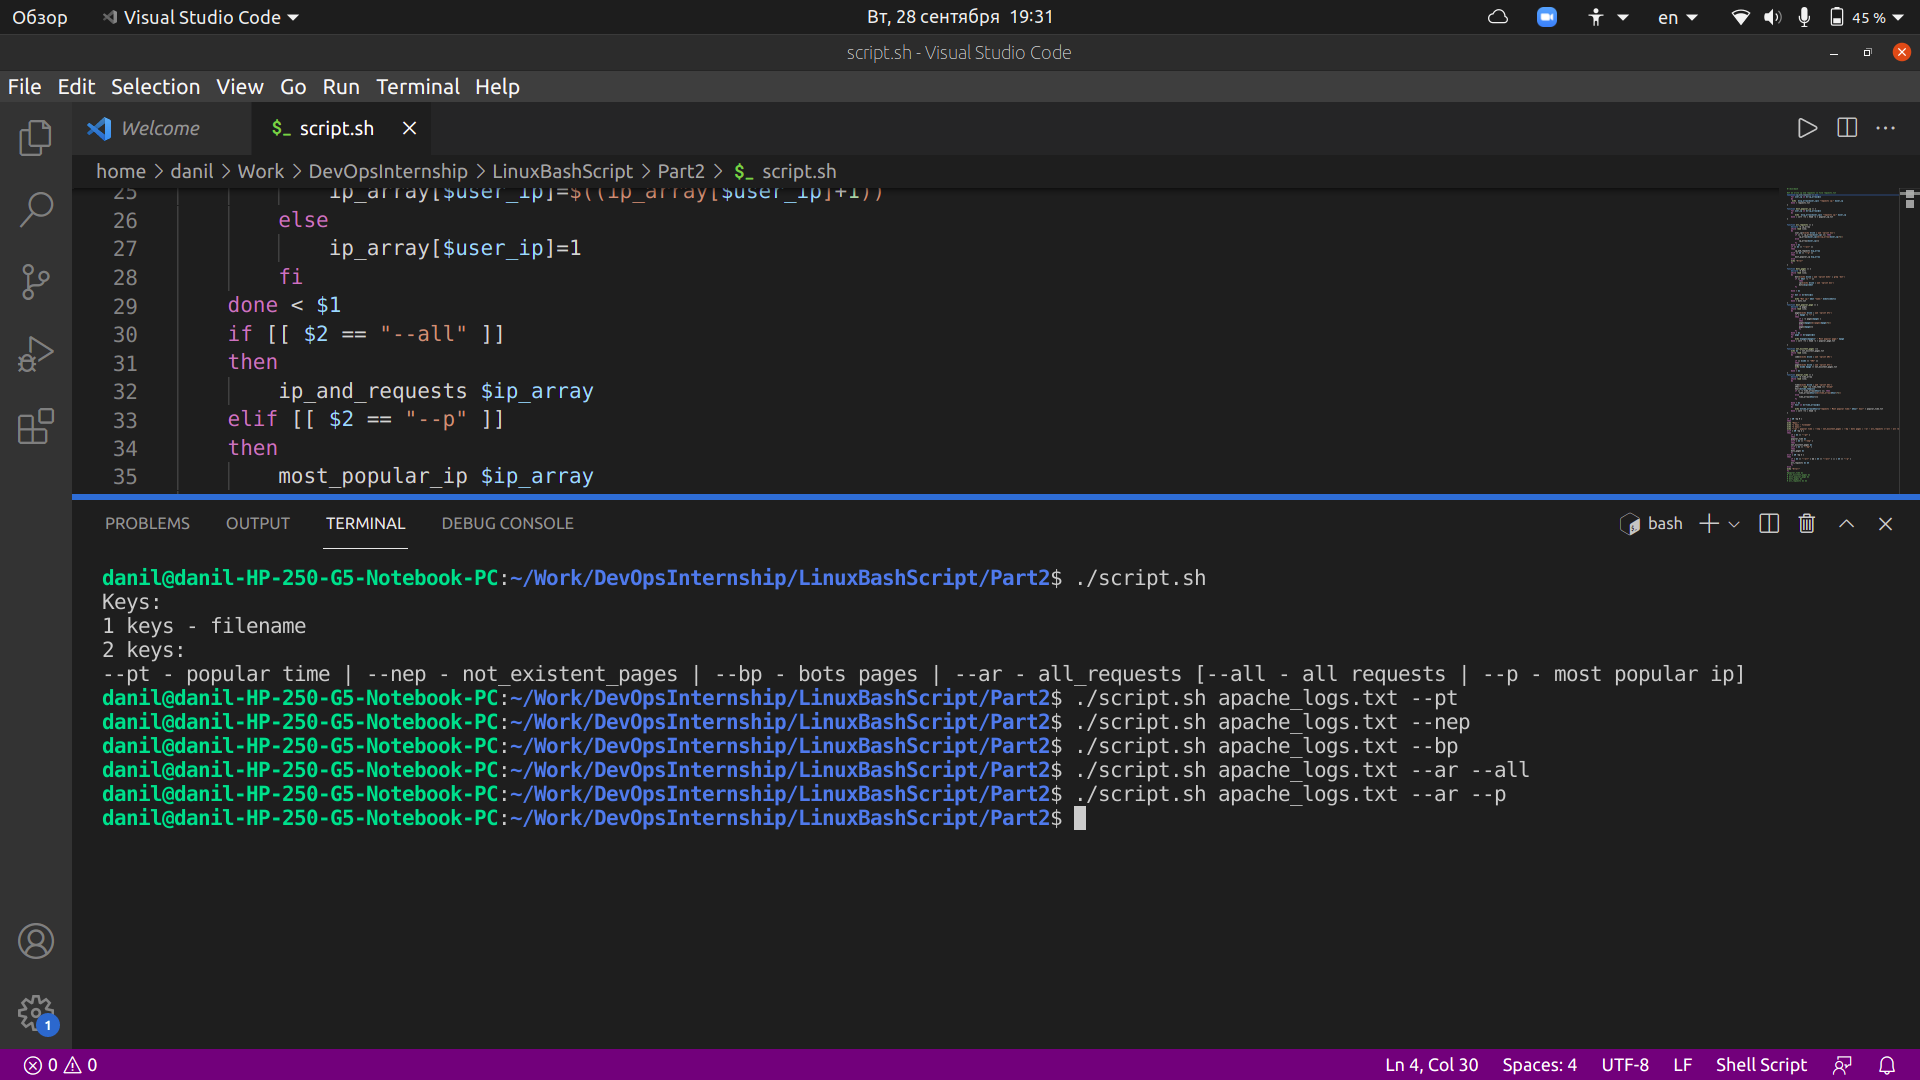 Обзор Visual Studio Code Вт, 28 сентября 19:31 en 45 %
script.sh - Visual Studio Code
File Edit Selection View Go Run Terminal Help
Welcome $_ script.sh
home > danil > Work > DevOpsInternship > LinuxBashScript > Part2 > $_ script.sh
25 ip_array[$user_ip]=$((ip_array[$user_ip]+1))
26 else
27 ip_array[$user_ip]=1
28 fi
29 done < $1
30 if [[ $2 == "--all" ]]
31 then
32 ip_and_requests $ip_array
33 elif [[ $2 == "--p" ]]
34 then
35 most_popular_ip $ip_array
PROBLEMS OUTPUT TERMINAL DEBUG CONSOLE bash
danil@danil-HP-250-G5-Notebook-PC:~/Work/DevOpsInternship/LinuxBashScript/Part2$ ./script.sh
Keys:
1 keys - filename
2 keys:
--pt - popular time | --nep - not_existent_pages | --bp - bots pages | --ar - all_requests [--all - all requests | --p - most popular ip]
danil@danil-HP-250-G5-Notebook-PC:~/Work/DevOpsInternship/LinuxBashScript/Part2$ ./script.sh apache_logs.txt --pt
danil@danil-HP-250-G5-Notebook-PC:~/Work/DevOpsInternship/LinuxBashScript/Part2$ ./script.sh apache_logs.txt --nep
danil@danil-HP-250-G5-Notebook-PC:~/Work/DevOpsInternship/LinuxBashScript/Part2$ ./script.sh apache_logs.txt --bp
danil@danil-HP-250-G5-Notebook-PC:~/Work/DevOpsInternship/LinuxBashScript/Part2$ ./script.sh apache_logs.txt --ar --all
danil@danil-HP-250-G5-Notebook-PC:~/Work/DevOpsInternship/LinuxBashScript/Part2$ ./script.sh apache_logs.txt --ar --p
danil@danil-HP-250-G5-Notebook-PC:~/Work/DevOpsInternship/LinuxBashScript/Part2$
1
0 0 Ln 4, Col 30 Spaces: 4 UTF-8 LF Shell Script